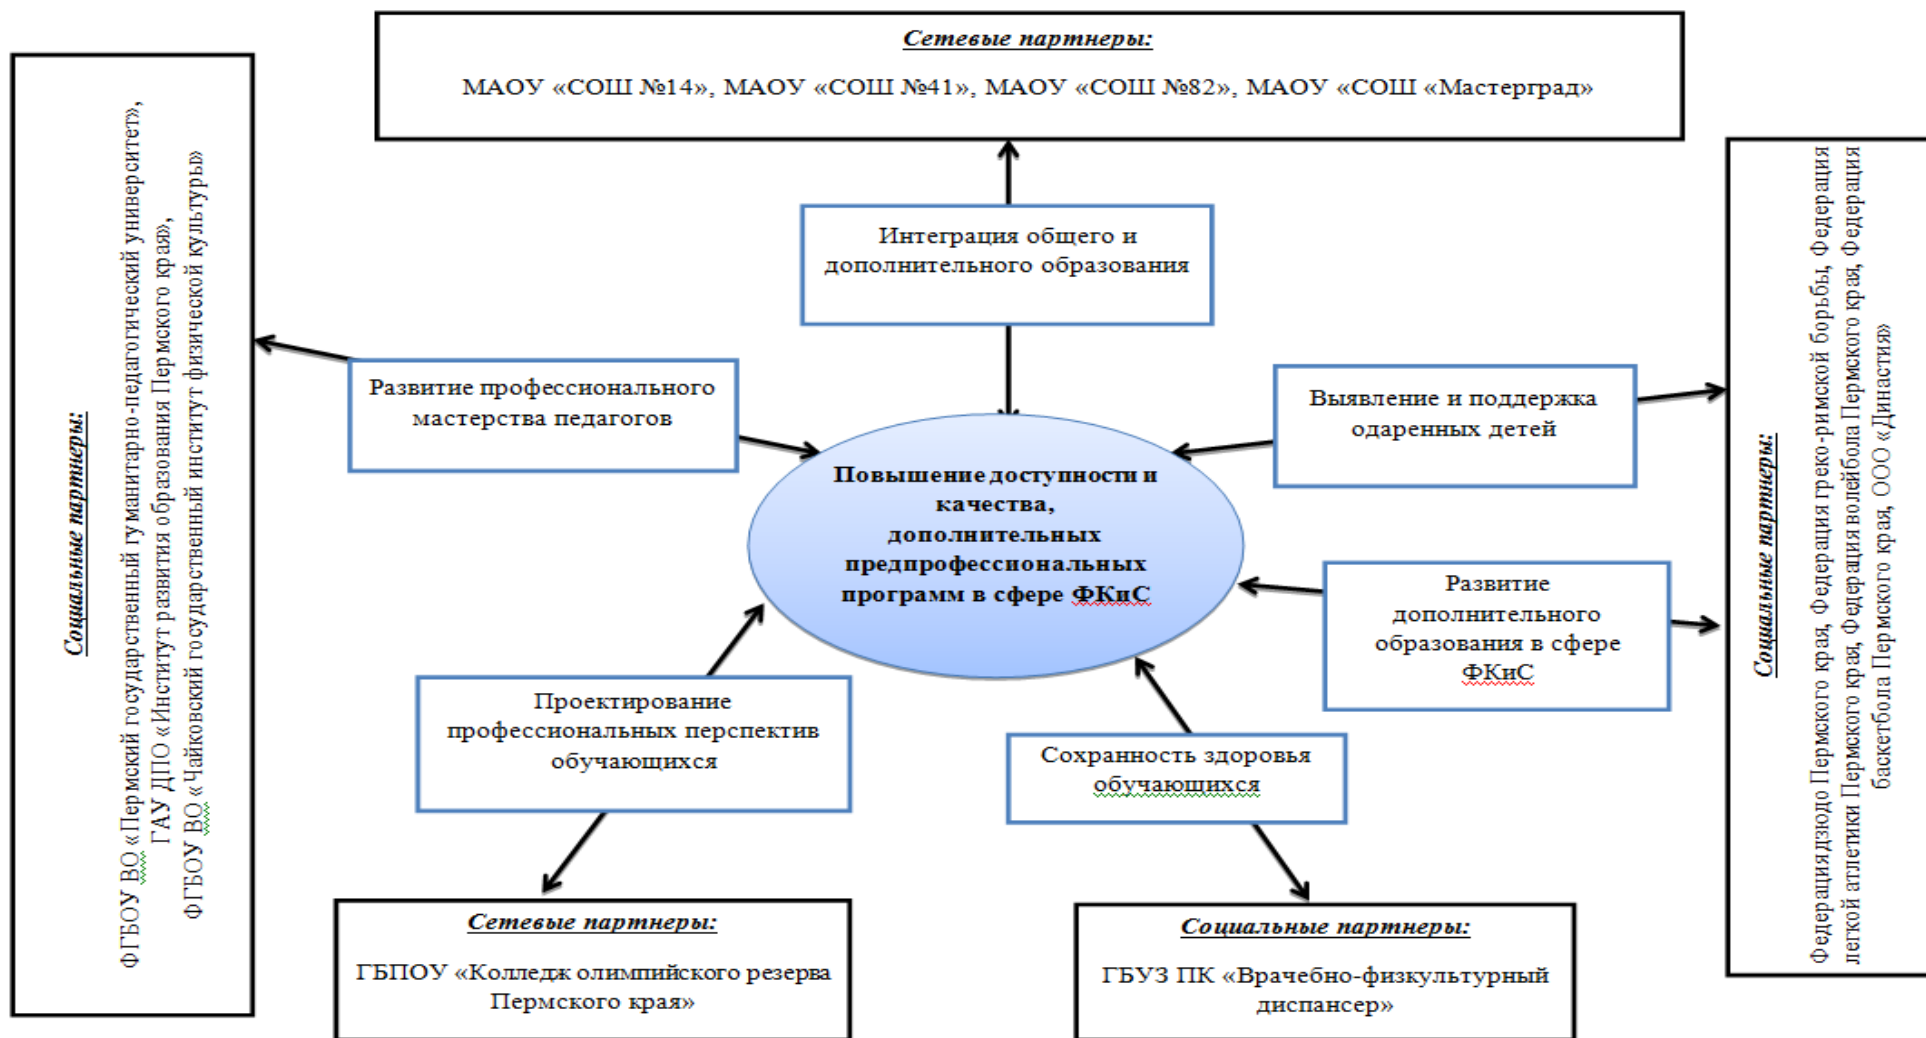 Сетевые партнеры:
МАОУ «СОШ №14», МАОУ «СОШ №41», МАОУ «СОШ №82», МАОУ «СОШ «Мастерград»
Социальные партнеры:
ФГБОУ ВО «Пермский государственный гуманитарно-педагогический университет»,
ГАУ ДПО «Институт развития образования Пермского края»,
ФГБОУ ВО «Чайковский государственный институт физической культуры»
Интеграция общего и
дополнительного образования
Развитие профессионального
мастерства педагогов
Выявление и поддержка
одаренных детей
Повышение доступности и
качества,
дополнительных
предпрофессиональных
программ в сфере ФКиС
Развитие
дополнительного
образования в сфере
ФКиС
Проектирование
профессиональных перспектив
обучающихся
Сохранность здоровья
обучающихся
Социальные партнеры:
Федерация дзюдо Пермского края, Федерация греко-римской борьбы, Федерация
легкой атлетики Пермского края, Федерация волейбола Пермского края, Федерация
баскетбола Пермского края, ООО «Династия»
Сетевые партнеры:
ГБПОУ «Колледж олимпийского резерва
Пермского края»
Социальные партнеры:
ГБУЗ ПК «Врачебно-физкультурный
диспансер»